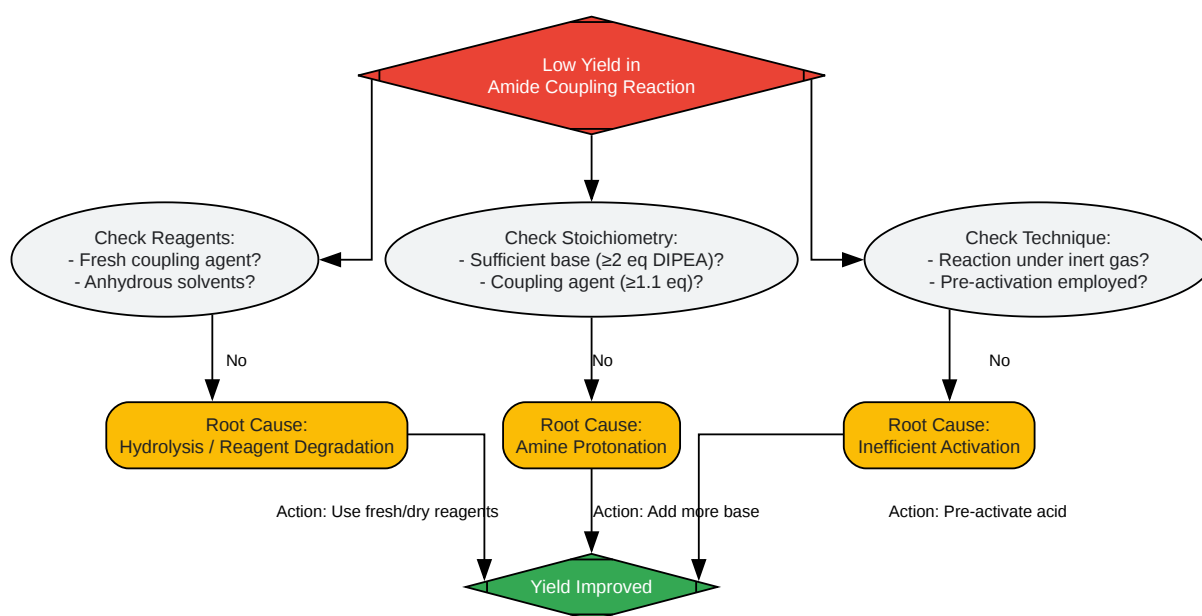 Low Yield in
Amide Coupling Reaction
Check Reagents:
- Fresh coupling agent?
- Anhydrous solvents?
Check Stoichiometry:
- Sufficient base (≥2 eq DIPEA)?
- Coupling agent (≥1.1 eq)?
Check Technique:
- Reaction under inert gas?
- Pre-activation employed?
No
No
No
Root Cause:
Hydrolysis / Reagent Degradation
Root Cause:
Amine Protonation
Root Cause:
Inefficient Activation
Action: Use fresh/dry reagents
Action: Add more base
Action: Pre-activate acid
Yield Improved